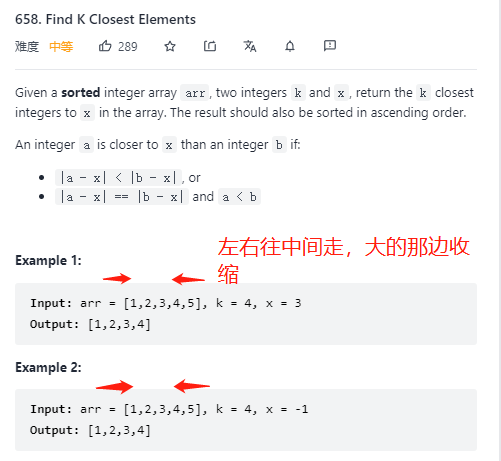 658. Find K Closest Elements
难度 中等 289
Given a sorted integer array arr, two integers k and x, return the k closest
integers to x in the array. The result should also be sorted in ascending order.
An integer a is closer to x than an integer b if:
|a - x| < |b - x|, or
|a - x| == |b - x| and a < b
左右往中间走，大的那边收
缩
Example 1:
Input: arr = [1,2,3,4,5], k = 4, x = 3
Output: [1,2,3,4]
Example 2:
Input: arr = [1,2,3,4,5], k = 4, x = -1
Output: [1,2,3,4]